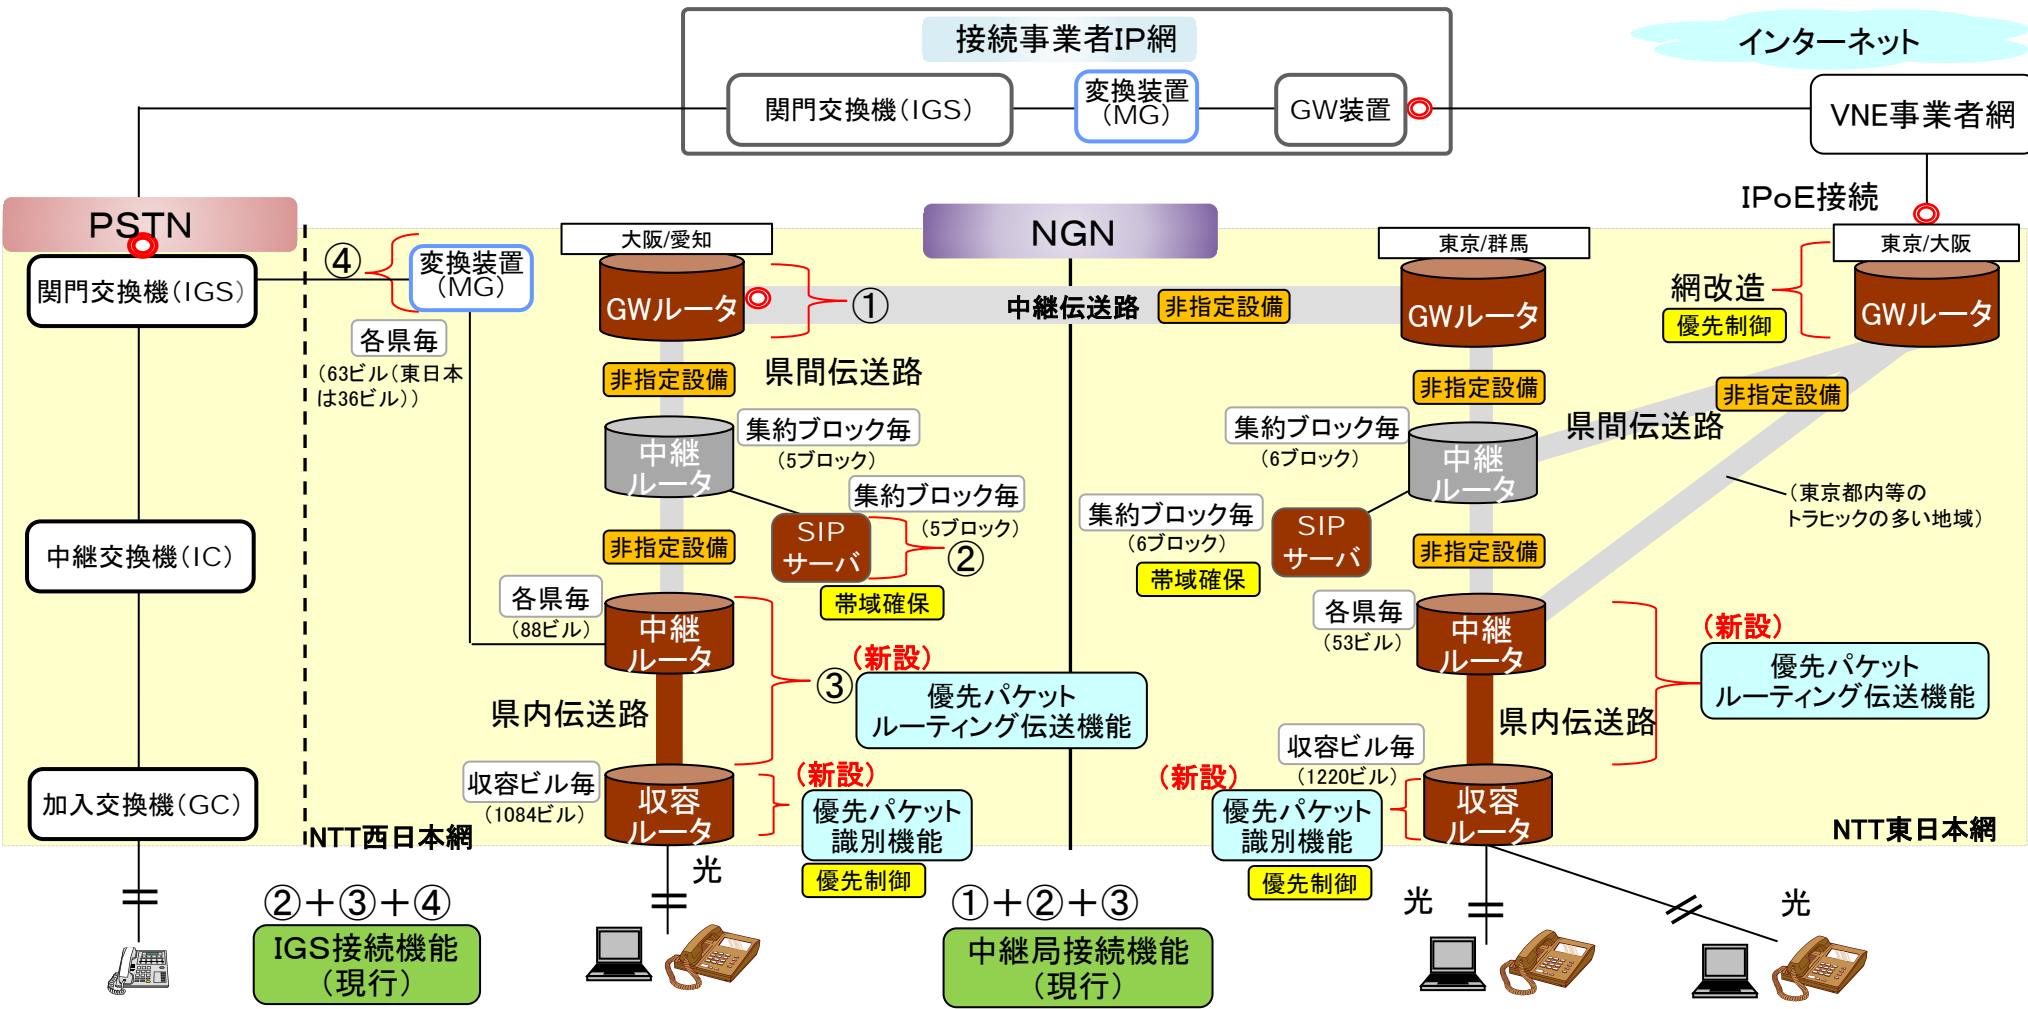 接続事業者IP網
インターネット
関門交換機(IGS)
変換装置
(MG)
GW装置
VNE事業者網
IPoE接続
PSTN
NGN
大阪/愛知
東京/群馬
東京/大阪
関門交換機(IGS)
④
変換装置
(MG)
GWルータ
①
中継伝送路
非指定設備
GWルータ
網改造
優先制御
GWルータ
各県毎
(63ビル(東日本
は36ビル))
非指定設備
県間伝送路
非指定設備
非指定設備
県間伝送路
中継
ルータ
集約ブロック毎
(5ブロック)
集約ブロック毎
(6ブロック)
中継
ルータ
集約ブロック毎
(5ブロック)
SIP
サーバ
②
帯域確保
非指定設備
集約ブロック毎
(6ブロック)
帯域確保
SIP
サーバ
非指定設備
(東京都内等の
トラヒックの多い地域)
中継交換機(IC)
各県毎
(88ビル)
中継
ルータ
③
(新設)
優先パケット
ルーティング伝送機能
県内伝送路
各県毎
(53ビル)
中継
ルータ
(新設)
優先パケット
ルーティング伝送機能
県内伝送路
加入交換機(GC)
収容ビル毎
(1084ビル)
収容
ルータ
(新設)
優先パケット
識別機能
優先制御
(新設)
優先パケット
識別機能
優先制御
収容ビル毎
(1220ビル)
収容
ルータ
NTT西日本網
NTT東日本網
光
光
光
②+③+④
IGS接続機能
(現行)
①+②+③
中継局接続機能
(現行)